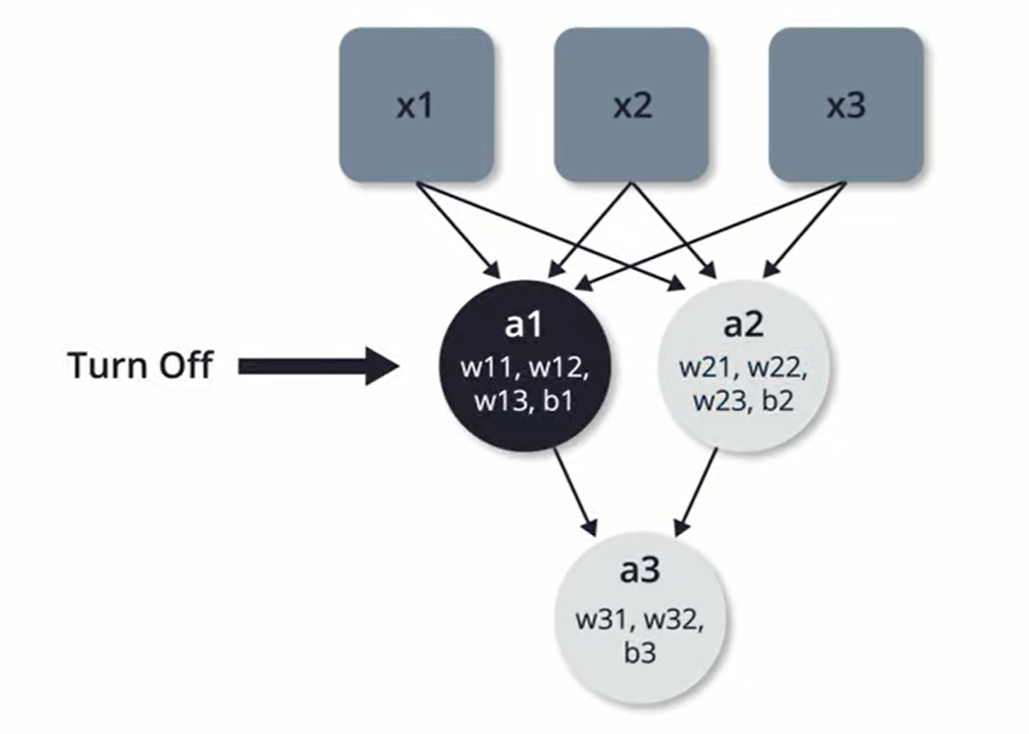 x1
x2
x3
Turn Off
a1
w11, w12,
w13, b1
a2
w21, w22,
w23, b2
a3
w31, w32,
b3